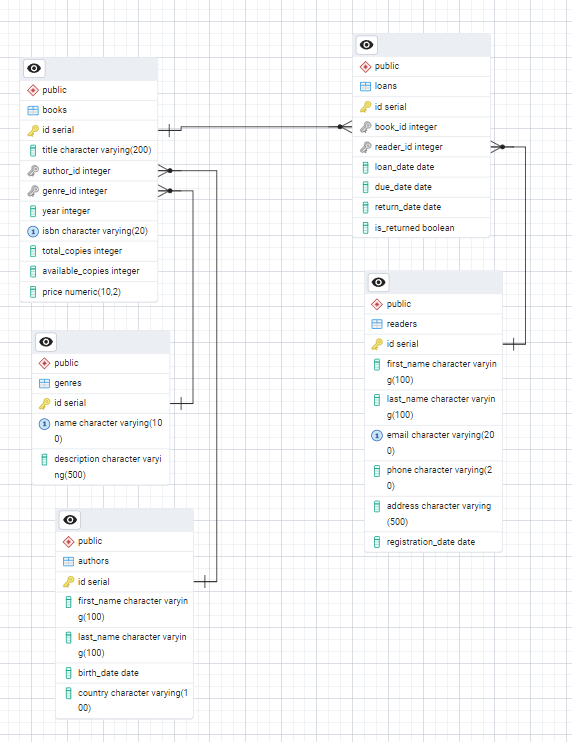 public
books
id serial
title character varying(200)
author_id integer
genre_id integer
year integer
isbn character varying(20)
total_copies integer
available_copies integer
price numeric(10,2)
public
genres
id serial
name character varying(10
0)
description character varyi
ng(500)
public
authors
id serial
first_name character varyin
g(100)
last_name character varyin
g(100)
birth_date date
country character varying(1
00)
public
loans
id serial
book_id integer
reader_id integer
loan_date date
due_date date
return_date date
is_returned boolean
public
readers
id serial
first_name character varyin
g(100)
last_name character varyin
g(100)
email character varying(20
0)
phone character varying(2
0)
address character varying
(500)
registration_date date